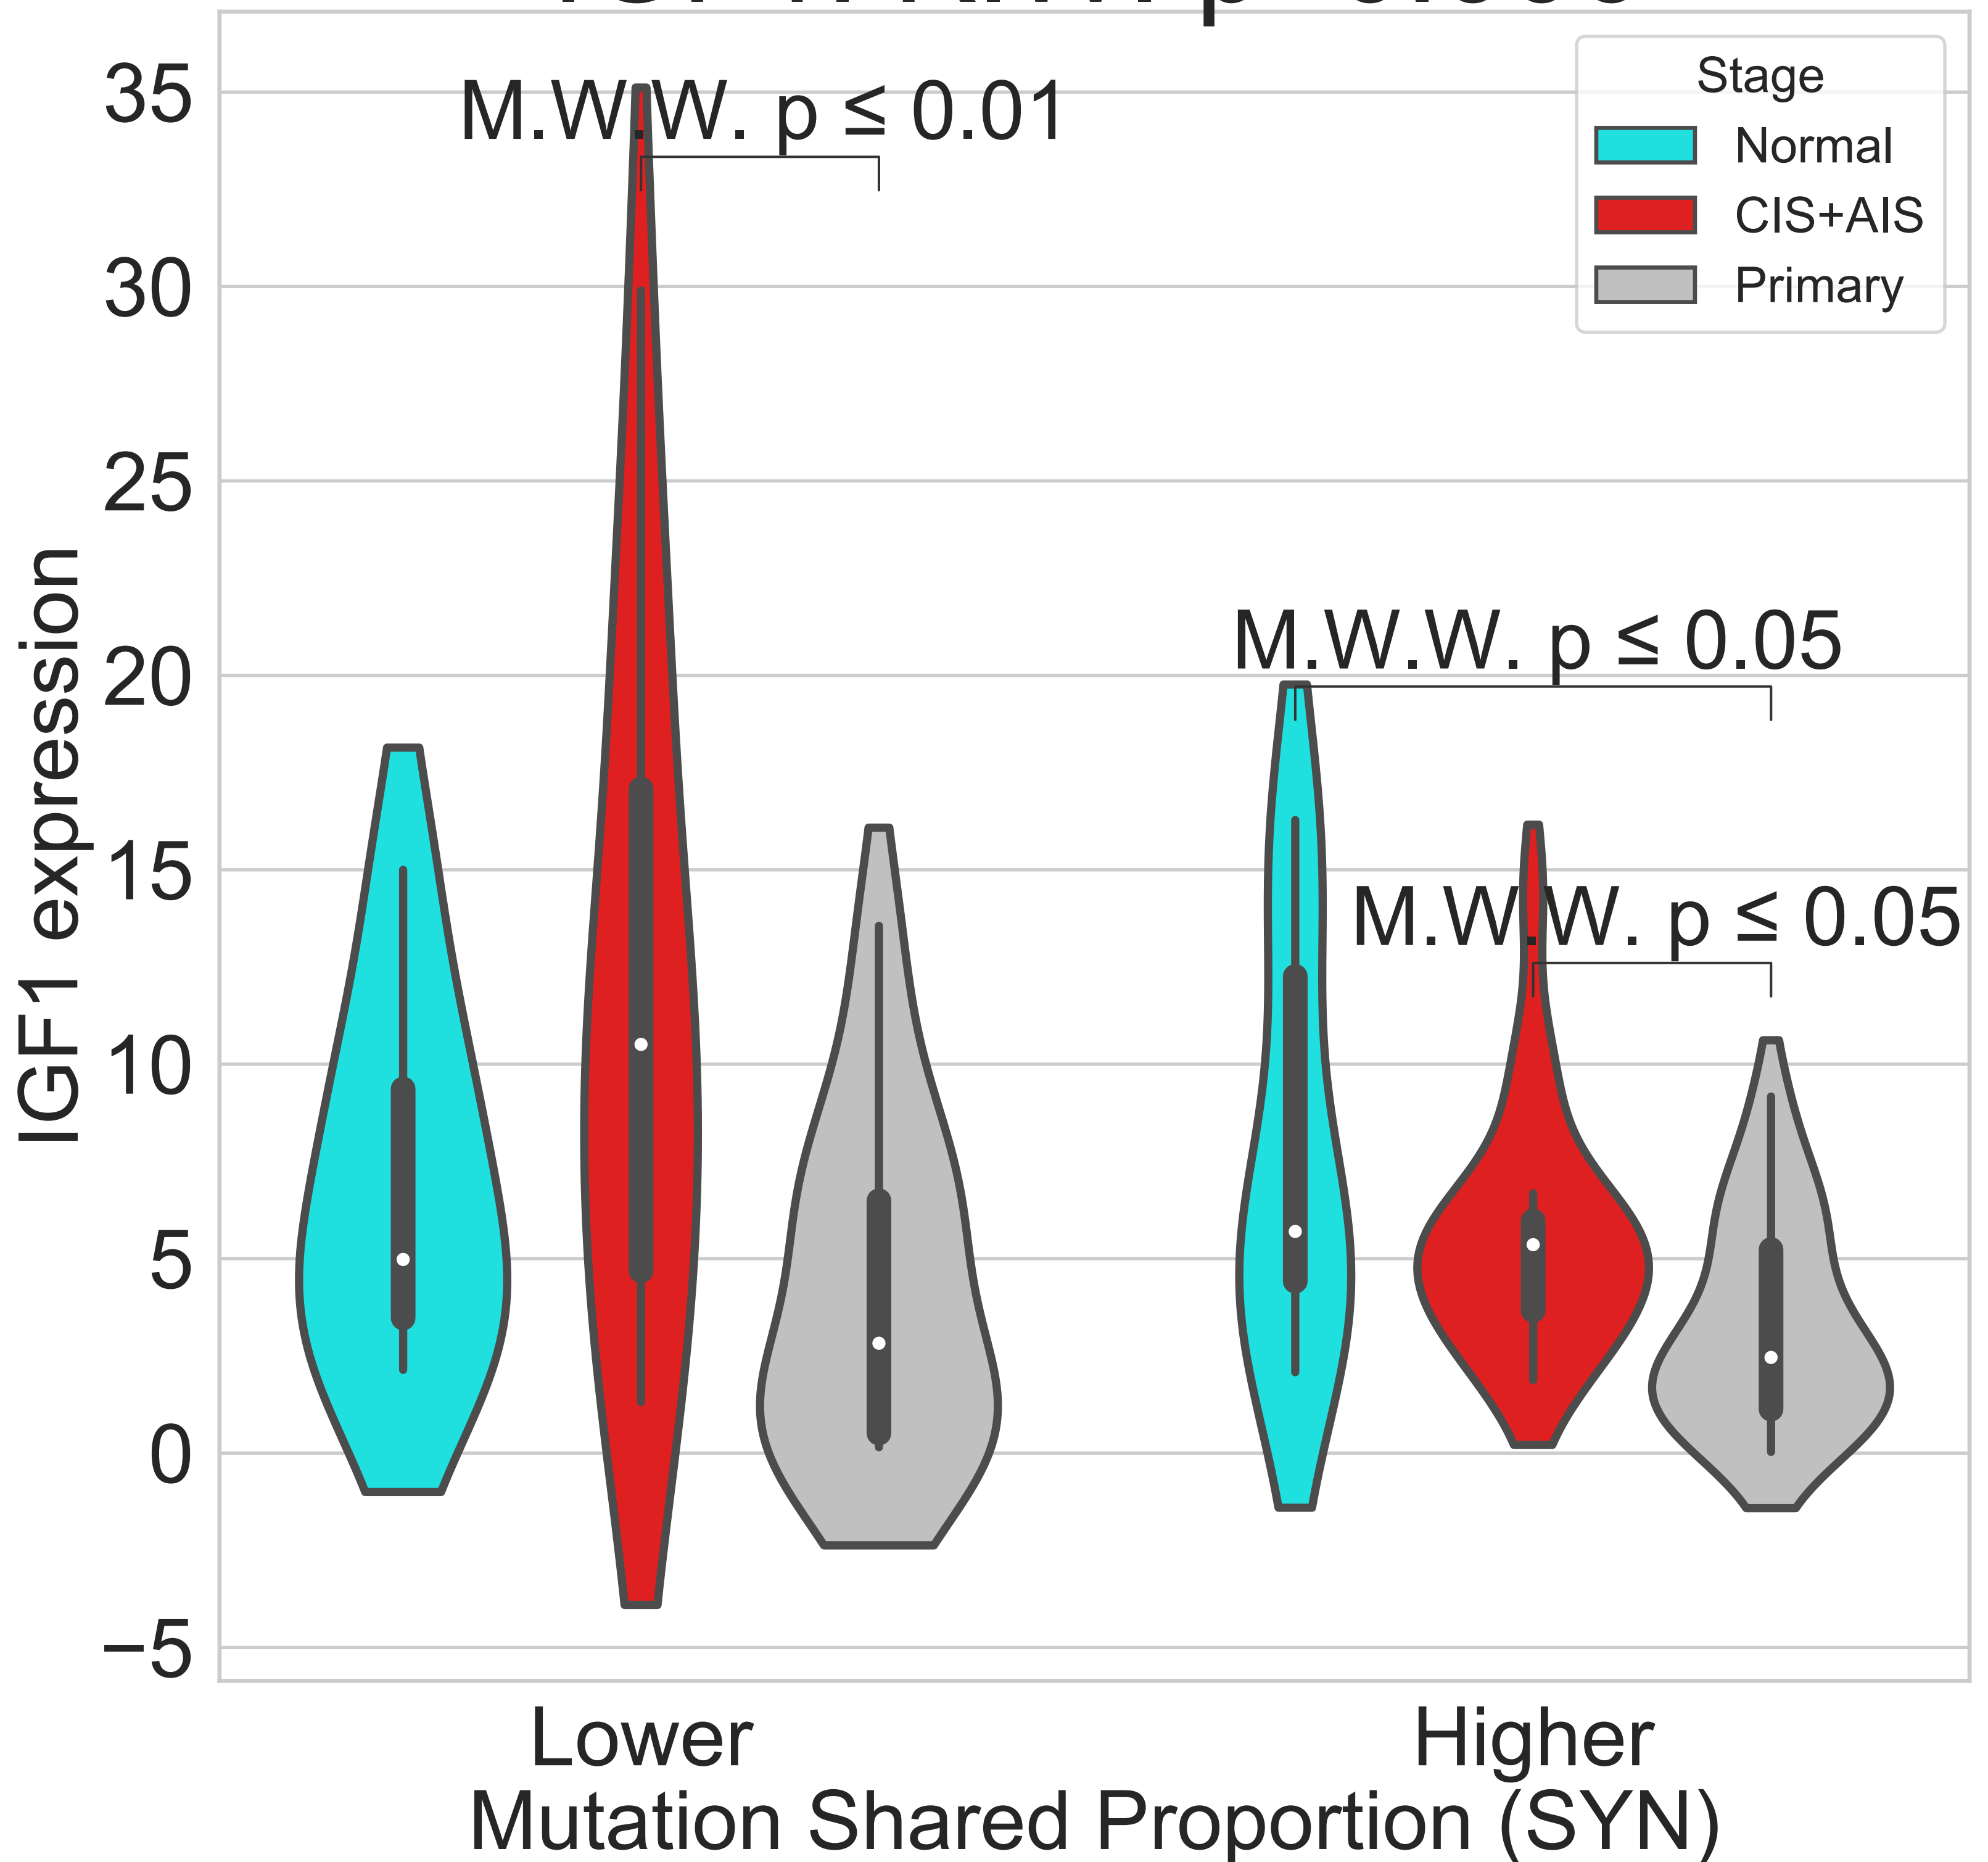 35
30
25
20
15
10
5
0
−5
IGF1 expression
M.W.W. p ≤ 0.01
M.W.W. p ≤ 0.05
M.W.W. p ≤ 0.05
Stage
Normal
CIS+AIS
Primary
Lower
Higher
Mutation Shared Proportion (SYN)